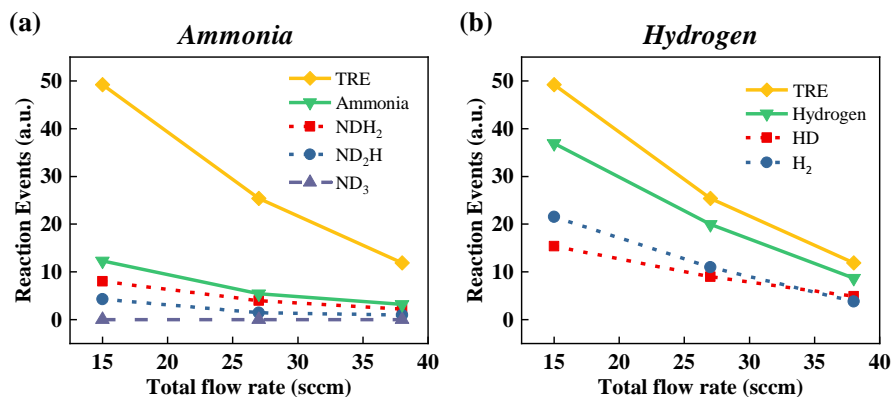 (a)
Ammonia
TRE
Ammonia
NDH₂
ND₂H
ND₃
Reaction Events (a.u.)
50
40
30
20
10
0
15 20 25 30 35 40
Total flow rate (sccm)
(b)
Hydrogen
TRE
Hydrogen
HD
H₂
Reaction Events (a.u.)
50
40
30
20
10
0
15 20 25 30 35 40
Total flow rate (sccm)